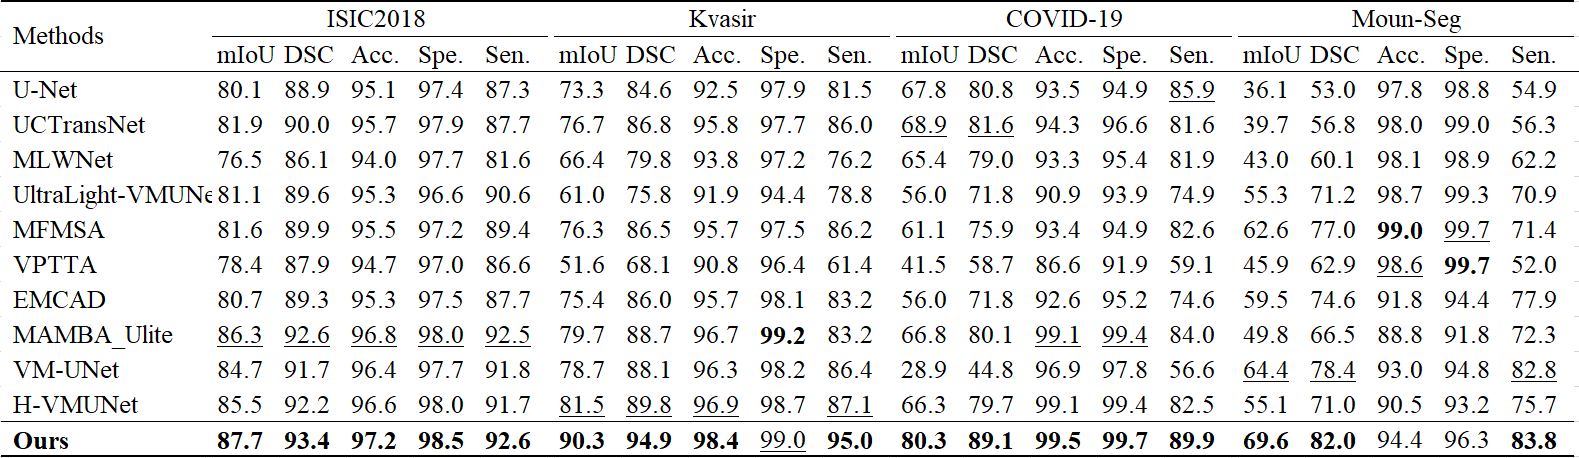 ISIC2018 Kvasir COVID-19 Moun-Seg
Methods
mIoU DSC Acc. Spe. Sen. mIoU DSC Acc. Spe. Sen. mIoU DSC Acc. Spe. Sen. mIoU DSC Acc. Spe. Sen.
U-Net 80.1 88.9 95.1 97.4 87.3 73.3 84.6 92.5 97.9 81.5 67.8 80.8 93.5 94.9 85.9 36.1 53.0 97.8 98.8 54.9
UCTransNet 81.9 90.0 95.7 97.9 87.7 76.7 86.8 95.8 97.7 86.0 68.9 81.6 94.3 96.6 81.6 39.7 56.8 98.0 99.0 56.3
MLWNet 76.5 86.1 94.0 97.7 81.6 66.4 79.8 93.8 97.2 76.2 65.4 79.0 93.3 95.4 81.9 43.0 60.1 98.1 98.9 62.2
UltraLight-VMUNe 81.1 89.6 95.3 96.6 90.6 61.0 75.8 91.9 94.4 78.8 56.0 71.8 90.9 93.9 74.9 55.3 71.2 98.7 99.3 70.9
MFMSA 81.6 89.9 95.5 97.2 89.4 76.3 86.5 95.7 97.5 86.2 61.1 75.9 93.4 94.9 82.6 62.6 77.0 99.0 99.7 71.4
VPTTA 78.4 87.9 94.7 97.0 86.6 51.6 68.1 90.8 96.4 61.4 41.5 58.7 86.6 91.9 59.1 45.9 62.9 98.6 99.7 52.0
EMCAD 80.7 89.3 95.3 97.5 87.7 75.4 86.0 95.7 98.1 83.2 56.0 71.8 92.6 95.2 74.6 59.5 74.6 91.8 94.4 77.9
MAMBA_Ulite 86.3 92.6 96.8 98.0 92.5 79.7 88.7 96.7 99.2 83.2 66.8 80.1 99.1 99.4 84.0 49.8 66.5 88.8 91.8 72.3
VM-UNet 84.7 91.7 96.4 97.7 91.8 78.7 88.1 96.3 98.2 86.4 28.9 44.8 96.9 97.8 56.6 64.4 78.4 93.0 94.8 82.8
H-VMUNet 85.5 92.2 96.6 98.0 91.7 81.5 89.8 96.9 98.7 87.1 66.3 79.7 99.1 99.4 82.5 55.1 71.0 90.5 93.2 75.7
Ours 87.7 93.4 97.2 98.5 92.6 90.3 94.9 98.4 99.0 95.0 80.3 89.1 99.5 99.7 89.9 69.6 82.0 94.4 96.3 83.8